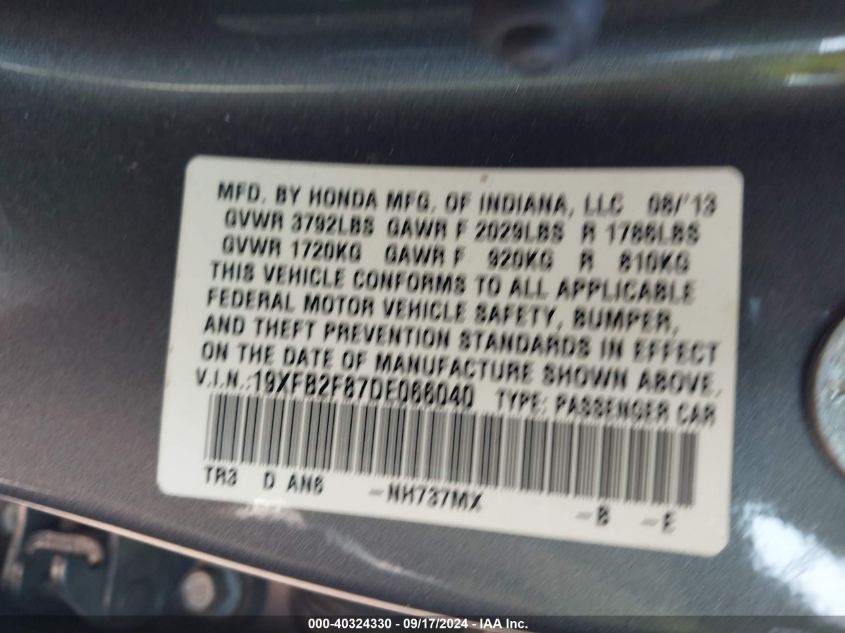 MFD. BY HONDA MFG. OF INDIANA, LLC 08/'13
GVWR 3792LBS GAWR F 2029LBS R 1786LBS
GVWR 1720KG GAWR F 920KG R 810KG
THIS VEHICLE CONFORMS TO ALL APPLICABLE
FEDERAL MOTOR VEHICLE SAFETY, BUMPER,
AND THEFT PREVENTION STANDARDS IN EFFECT
ON THE DATE OF MANUFACTURE SHOWN ABOVE.
V.I.N.: TYPE: PASSENGER CAR
TR3 D AN6 -NH737MX -B -E
000-40324330 - 09/17/2024 - IAA Inc.